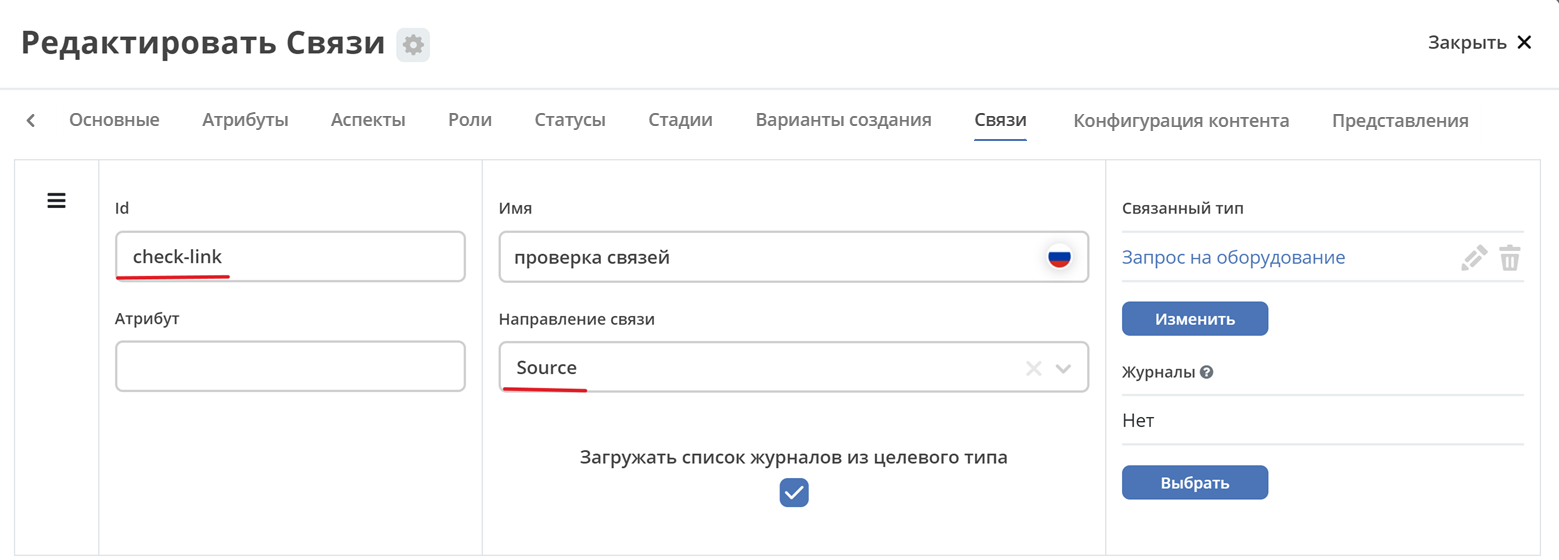 Редактировать Связи
Закрыть
Основные Атрибуты Аспекты Роли Статусы Стадии Варианты создания Связи Конфигурация контента Представления
Id
check-link
Атрибут
Имя
проверка связей
Направление связи
Source
Загружать список журналов из целевого типа
Связанный тип
Запрос на оборудование
Изменить
Журналы
Нет
Выбрать